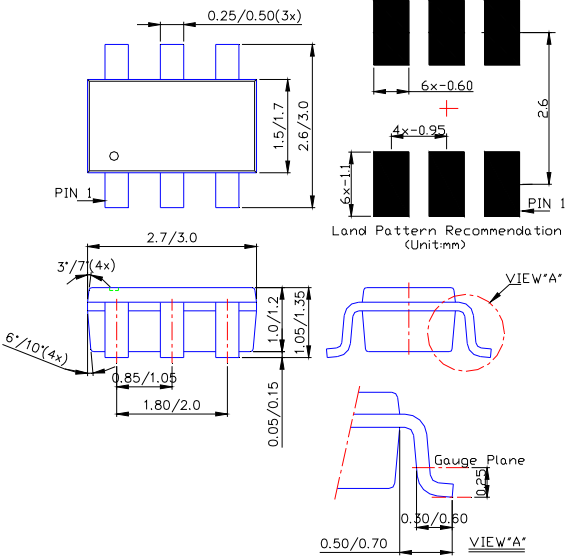 0.25/0.50(3x)
1.5/1.7
2.6/3.0
PIN 1
6x-0.60
4x-0.95
2.6
6x-1.1
PIN 1
Land Pattern Recommendation
(Unit:mm)
2.7/3.0
3°/7°(4x)
1.0/1.2
1.05/1.35
6°/10°(4x)
0.85/1.05
1.80/2.0
0.05/0.15
VIEW"A"
Gauge Plane
0.25
0.30/0.60
0.50/0.70
VIEW"A"